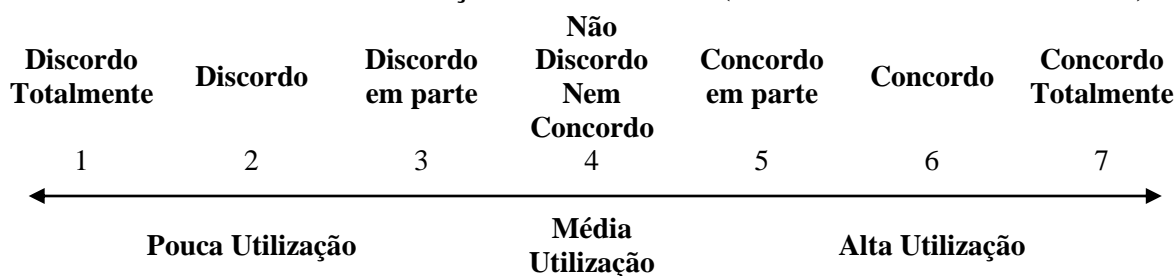 Discordo Totalmente
Discordo
Discordo em parte
Não Discordo Nem Concordo
Concordo em parte
Concordo
Concordo Totalmente
1 2 3 4 5 6 7
Pouca Utilização
Média Utilização
Alta Utilização